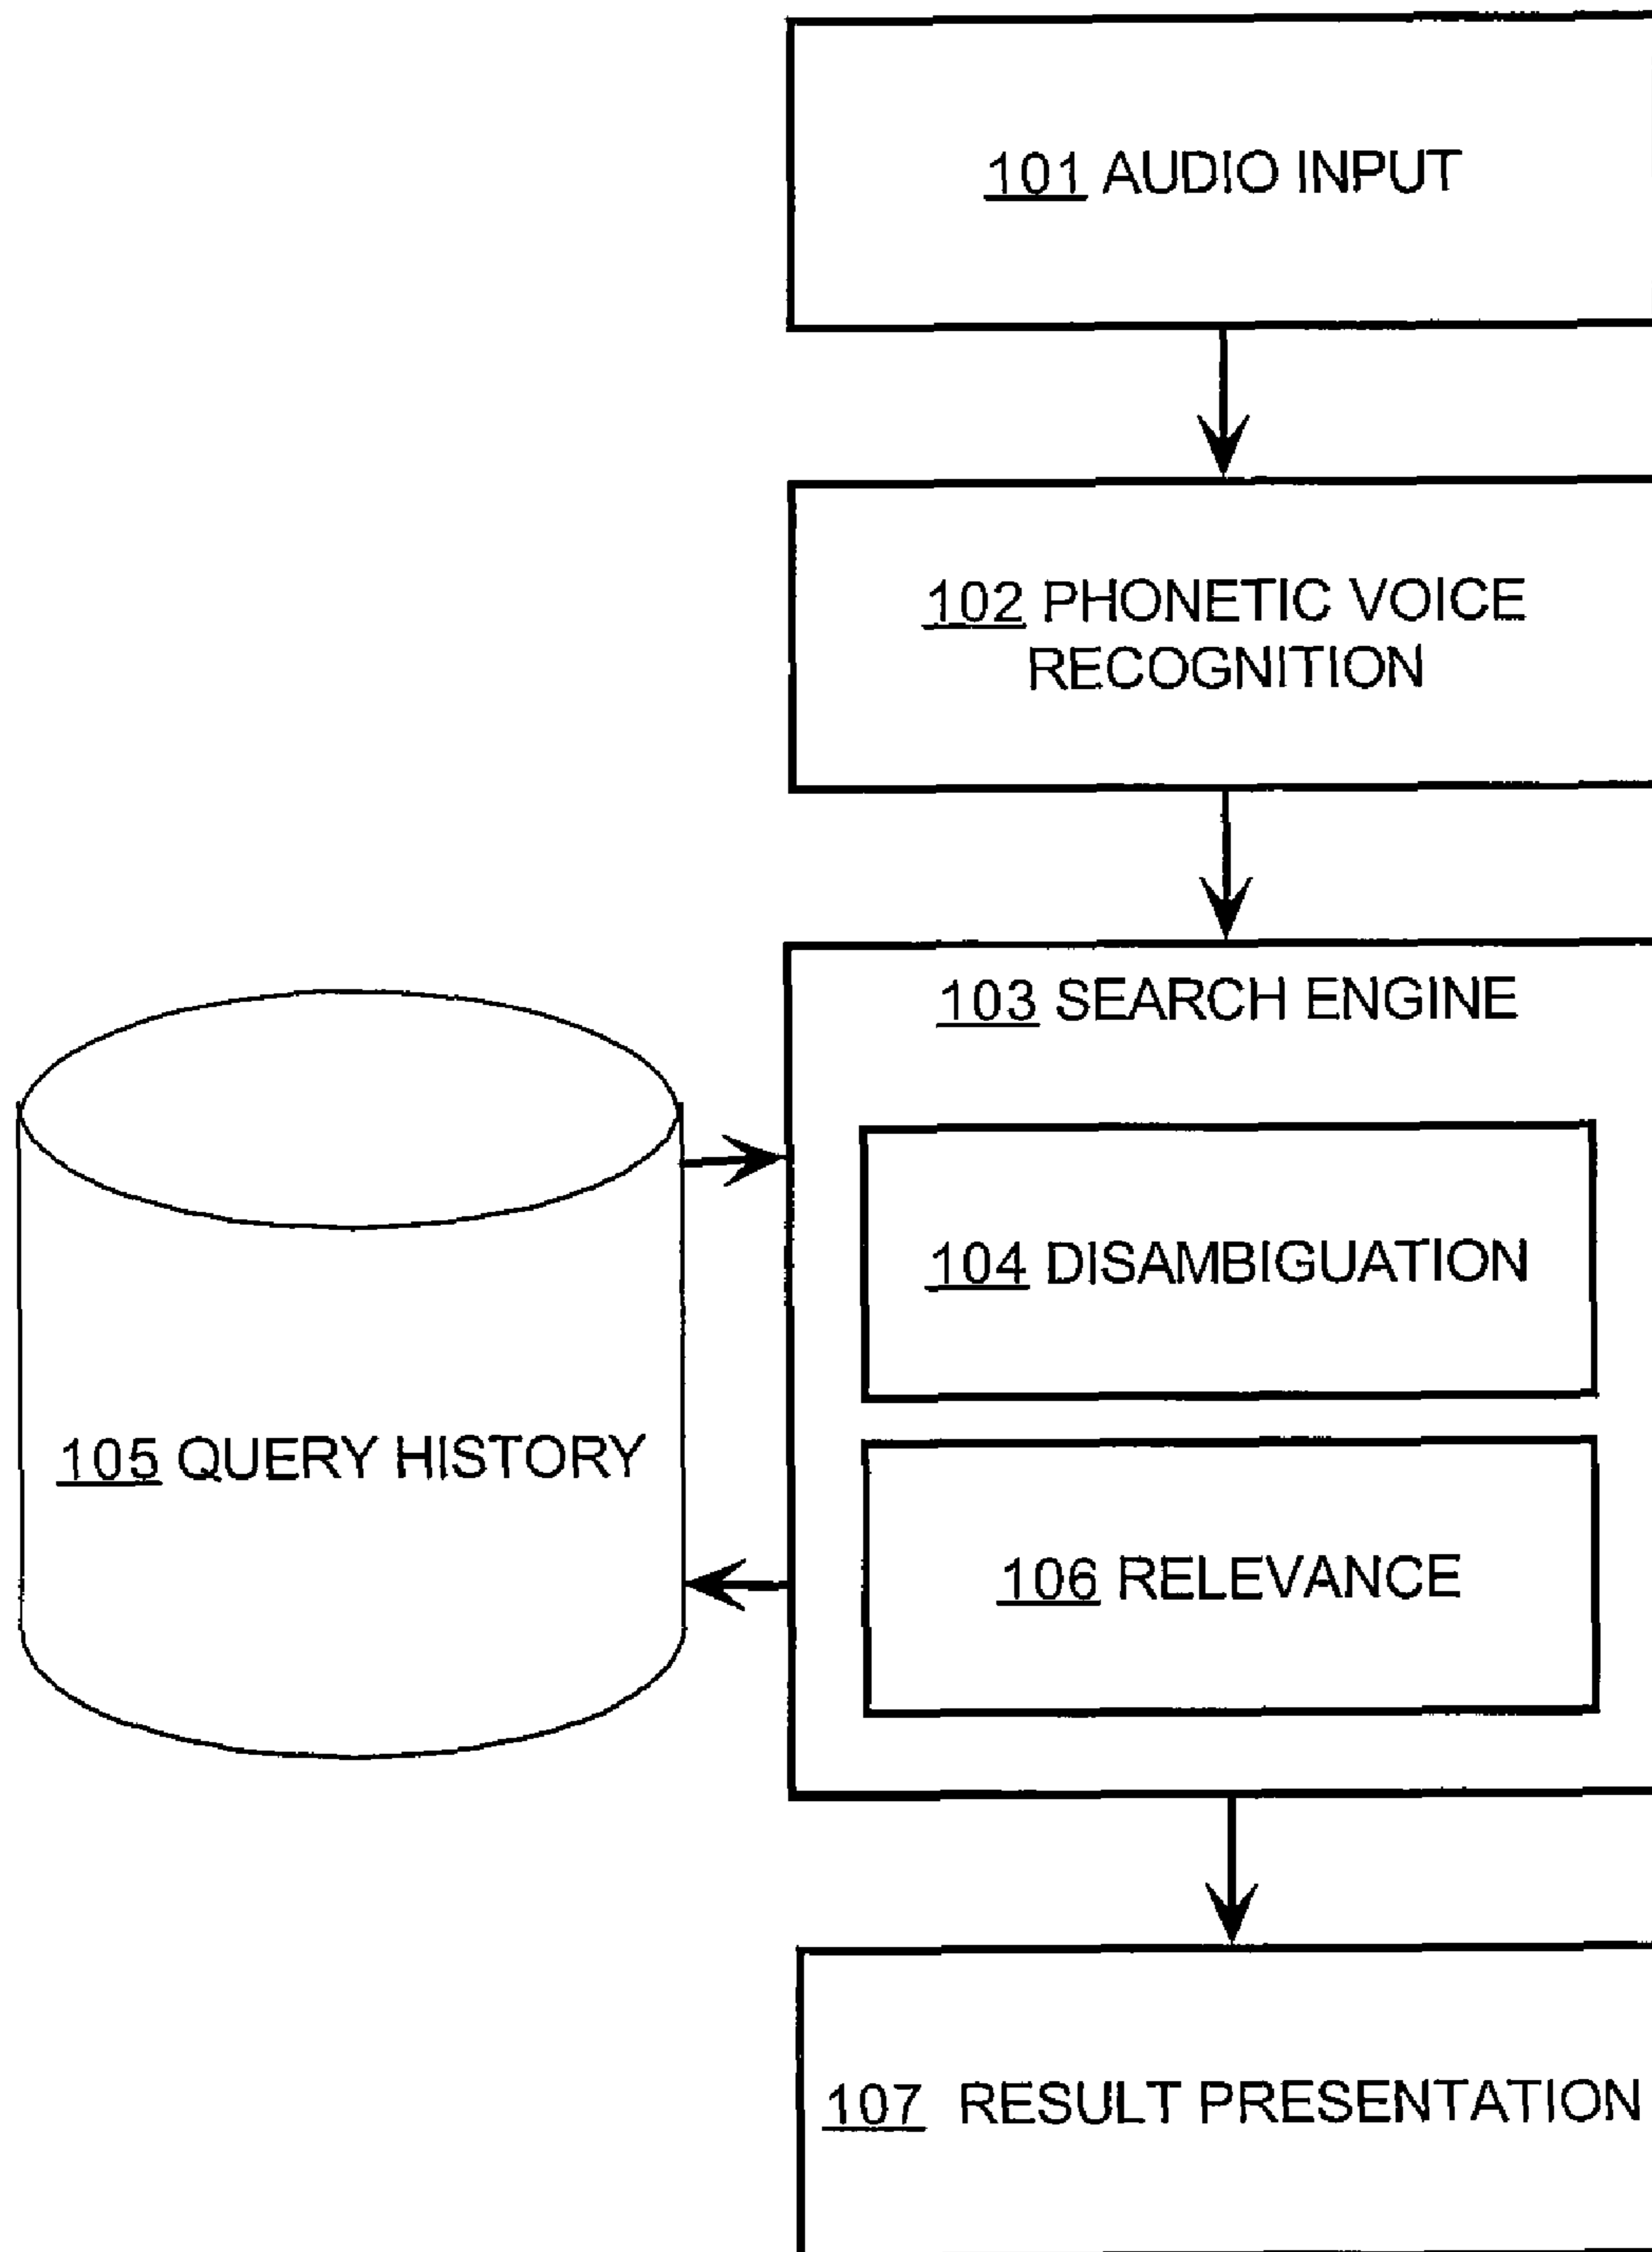 101 AUDIO INPUT
102 PHONETIC VOICE
RECOGNITION
103 SEARCH ENGINE
104 DISAMBIGUATION
105 QUERY HISTORY
106 RELEVANCE
107 RESULT PRESENTATION